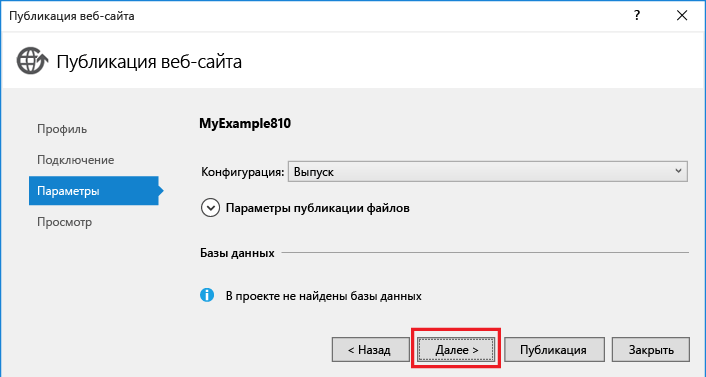 Публикация веб-сайта
?
Публикация веб-сайта
Профиль
Подключение
Параметры
Просмотр
MyExample810
Конфигурация: Выпуск
Параметры публикации файлов
Базы данных
В проекте не найдены базы данных
< Назад
Далее >
Публикация
Закрыть